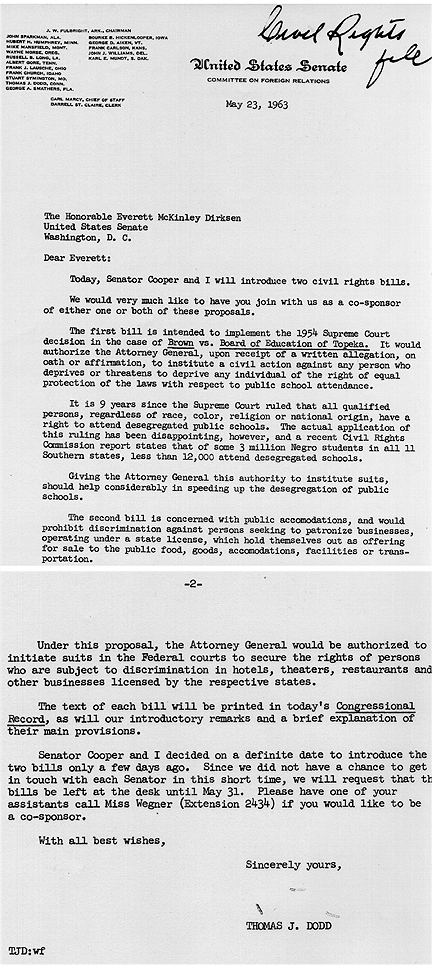 Civil Rights
file
J. W. FULBRIGHT, ARK., CHAIRMAN
JOHN SPARKMAN, ALA.
HUBERT H. HUMPHREY, MINN.
MIKE MANSFIELD, MONT.
WAYNE MORSE, OREG.
RUSSELL B. LONG, LA.
ALBERT GORE, TENN.
FRANK J. LAUSCHE, OHIO
FRANK CHURCH, IDAHO
STUART SYMINGTON, MO.
THOMAS J. DODD, CONN.
GEORGE A. SMATHERS, FLA.
BOURKE B. HICKENLOOPER, IOWA
GEORGE D. AIKEN, VT.
FRANK CARLSON, KANS.
JOHN J. WILLIAMS, DEL.
KARL E. MUNDT, S. DAK.
CARL MARCY, CHIEF OF STAFF
DARRELL ST. CLAIRE, CLERK
United States Senate
COMMITTEE ON FOREIGN RELATIONS
May 23, 1963
The Honorable Everett McKinley Dirksen
United States Senate
Washington, D. C.
Dear Everett:
Today, Senator Cooper and I will introduce two civil rights bills.
We would very much like to have you join with us as a co-sponsor
of either one or both of these proposals.
The first bill is intended to implement the 1954 Supreme Court
decision in the case of Brown vs. Board of Education of Topeka. It would
authorize the Attorney General, upon receipt of a written allegation, on
oath or affirmation, to institute a civil action against any person who
deprives or threatens to deprive any individual of the right of equal
protection of the laws with respect to public school attendance.
It is 9 years since the Supreme Court ruled that all qualified
persons, regardless of race, color, religion or national origin, have a
right to attend desegregated public schools. The actual application of
this ruling has been disappointing, however, and a recent Civil Rights
Commission report states that of some 3 million Negro students in all 11
Southern states, less than 12,000 attend desegregated schools.
Giving the Attorney General this authority to institute suits,
should help considerably in speeding up the desegregation of public
schools.
The second bill is concerned with public accomodations, and would
prohibit discrimination against persons seeking to patronize businesses,
operating under a state license, which hold themselves out as offering
for sale to the public food, goods, accomodations, facilities or trans-
portation.
-2-
Under this proposal, the Attorney General would be authorized to
initiate suits in the Federal courts to secure the rights of persons
who are subject to discrimination in hotels, theaters, restaurants and
other businesses licensed by the respective states.
The text of each bill will be printed in today's Congressional
Record, as will our introductory remarks and a brief explanation of
their main provisions.
Senator Cooper and I decided on a definite date to introduce the
two bills only a few days ago. Since we did not have a chance to get
in touch with each Senator in this short time, we will request that th
bills be left at the desk until May 31. Please have one of your
assistants call Miss Wegner (Extension 2434) if you would like to be
a co-sponsor.
With all best wishes,
Sincerely yours,
THOMAS J. DODD
TJD:wf